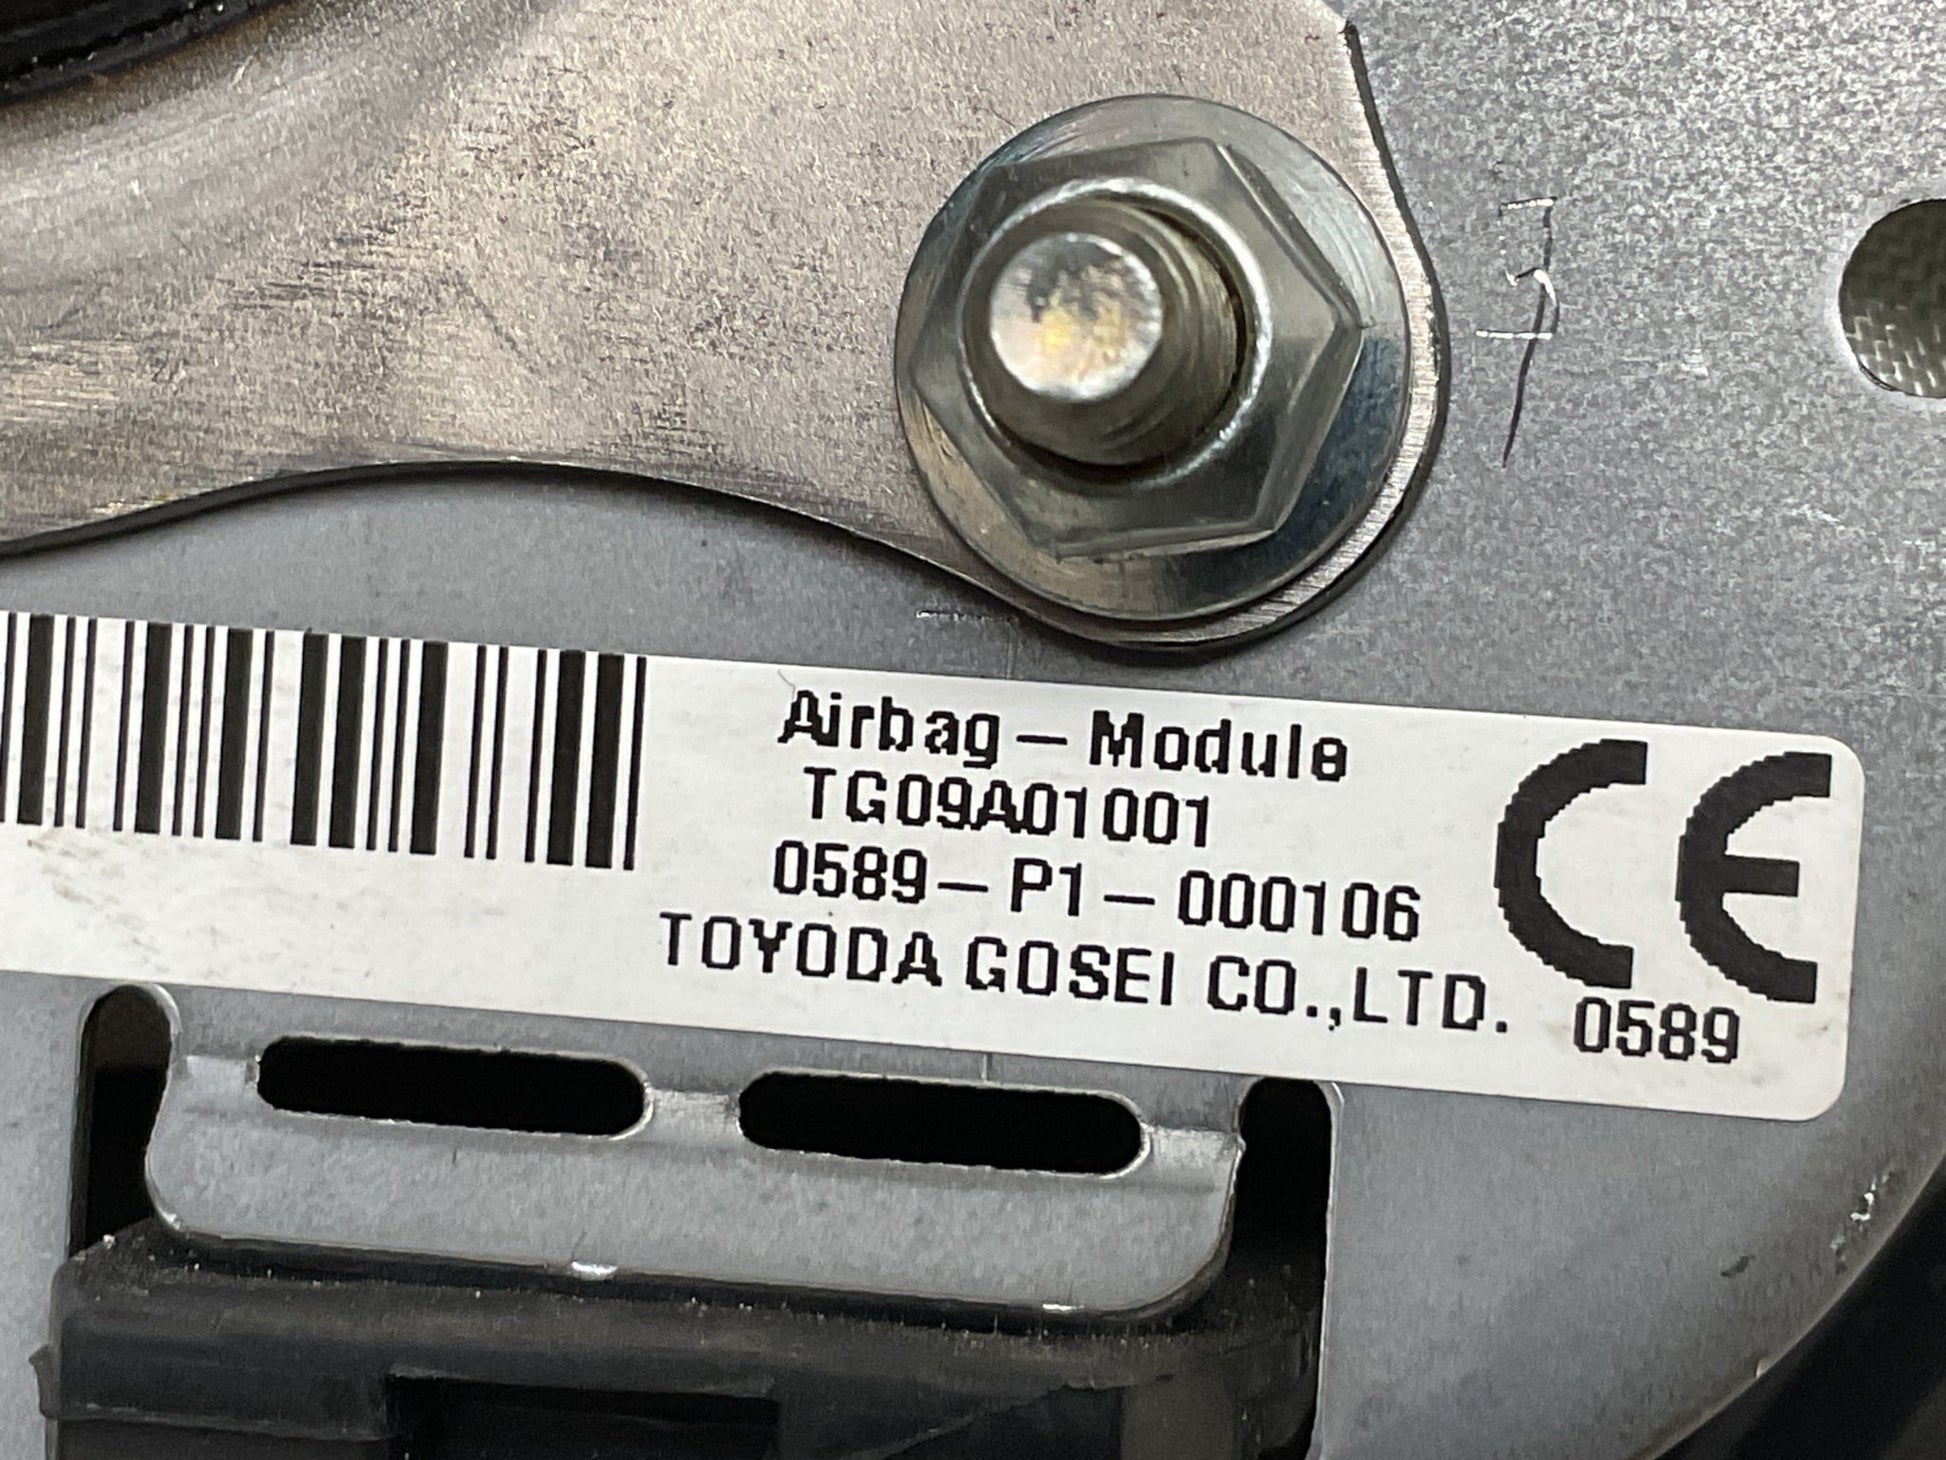 Airbag-Module
TG09A01001
0589-P1-000106
TOYODA GOSEI CO.,LTD.
CE
0589